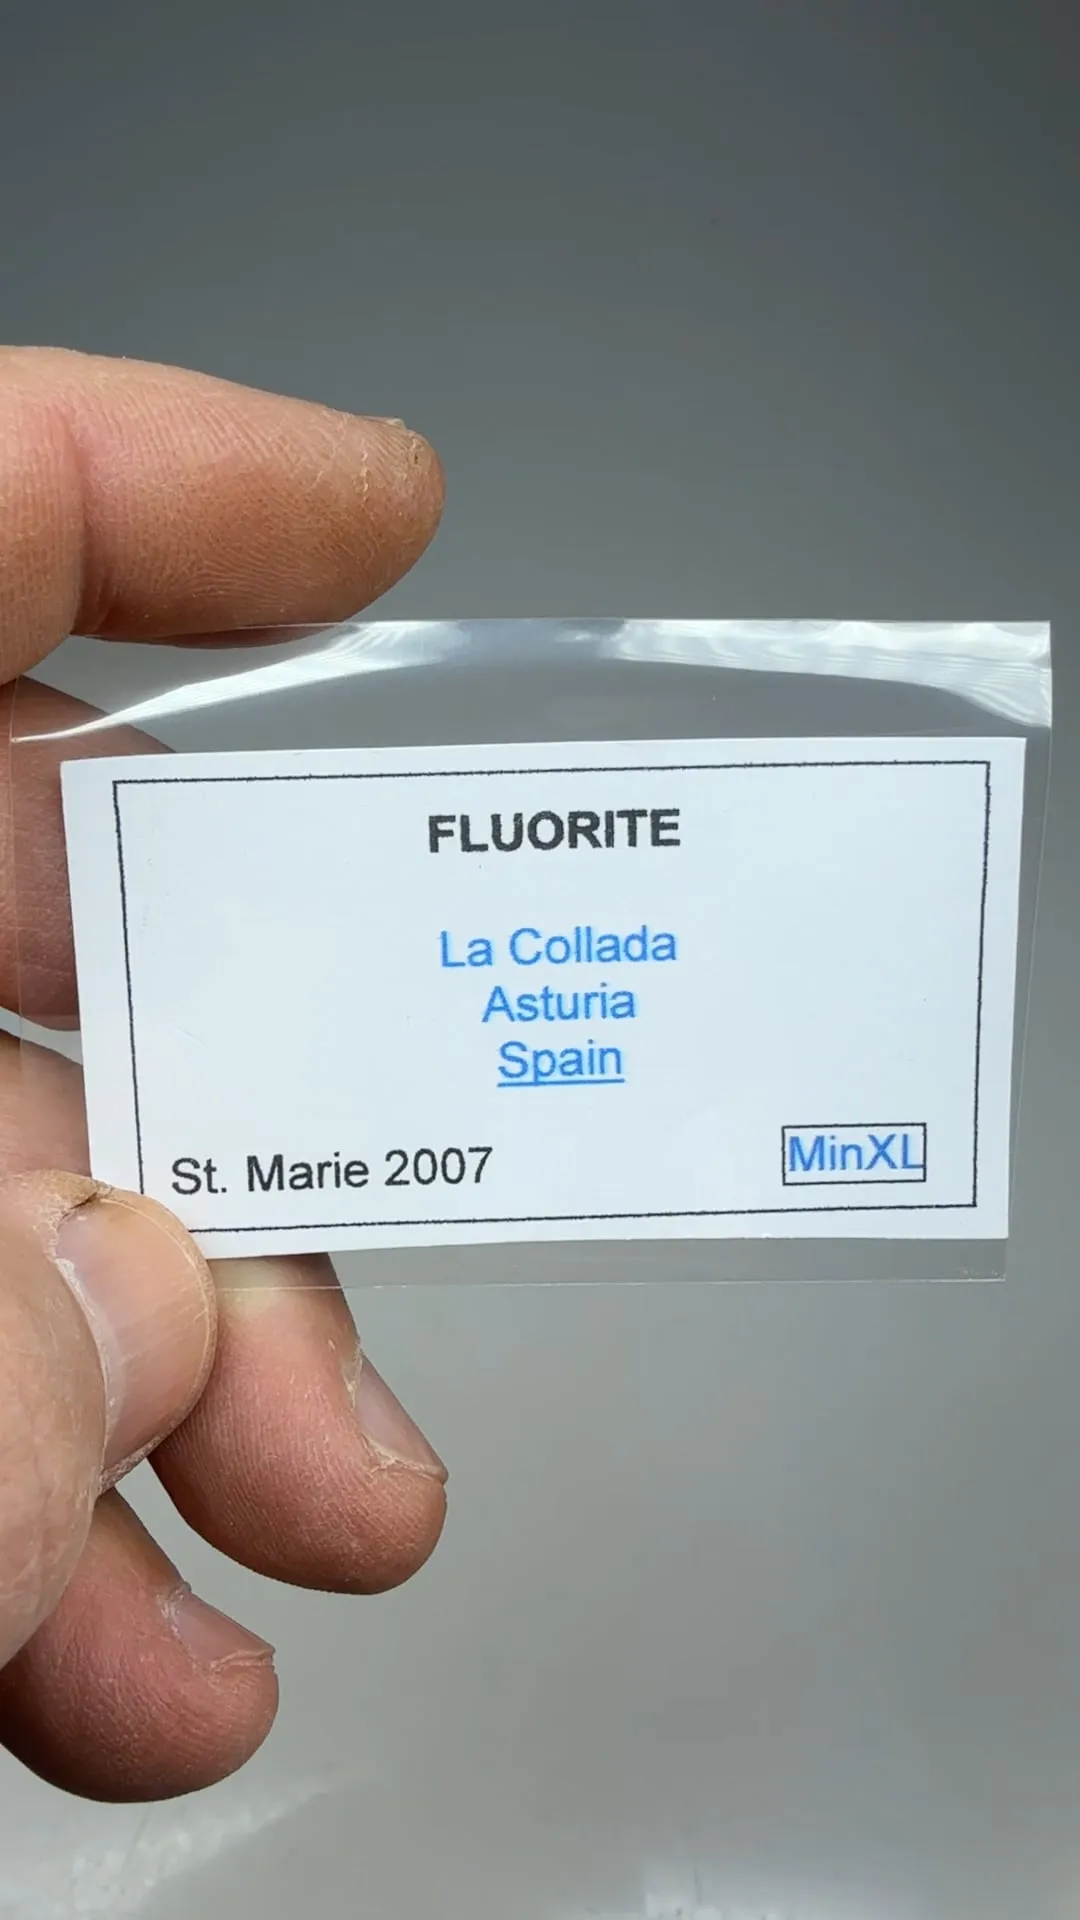 FLUORITE
La Collada
Asturia
Spain
St. Marie 2007
MinXL